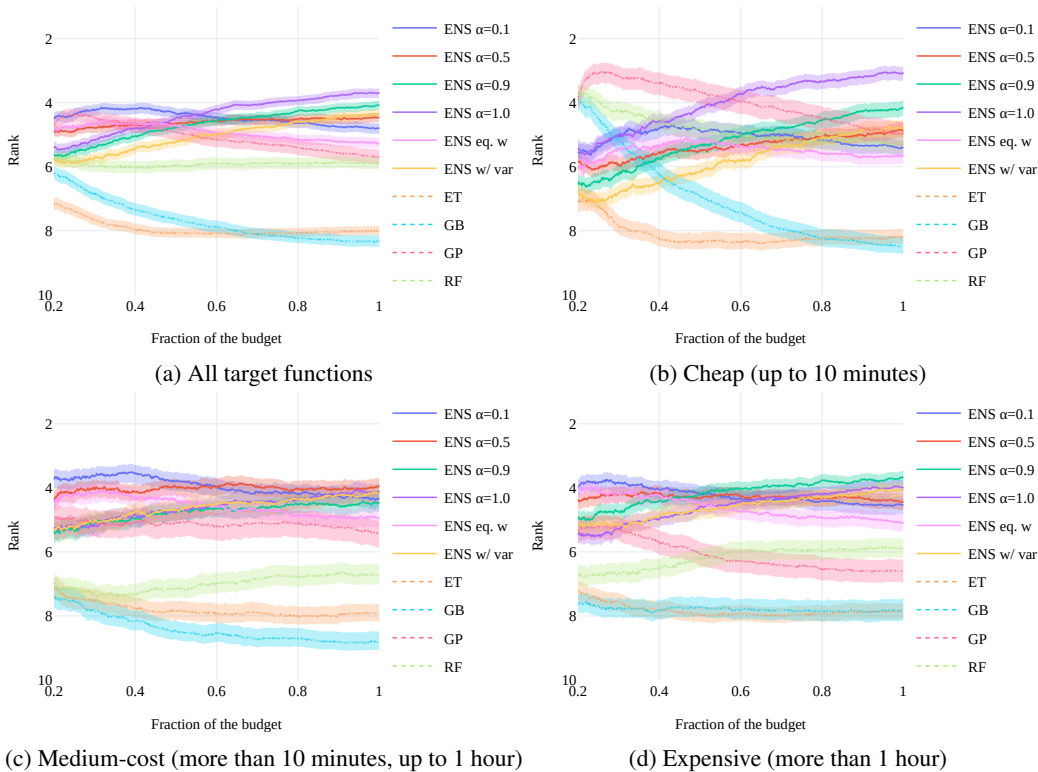 2
4
6
8
10
Rank
0.2
0.4
0.6
0.8
1
Fraction of the budget
ENS α=0.1
ENS α=0.5
ENS α=0.9
ENS α=1.0
ENS eq. w
ENS w/ var
ET
GB
GP
RF
(a) All target functions
2
4
6
8
10
Rank
0.2
0.4
0.6
0.8
1
Fraction of the budget
ENS α=0.1
ENS α=0.5
ENS α=0.9
ENS α=1.0
ENS eq. w
ENS w/ var
ET
GB
GP
RF
(b) Cheap (up to 10 minutes)
2
4
6
8
10
Rank
0.2
0.4
0.6
0.8
1
Fraction of the budget
ENS α=0.1
ENS α=0.5
ENS α=0.9
ENS α=1.0
ENS eq. w
ENS w/ var
ET
GB
GP
RF
(c) Medium-cost (more than 10 minutes, up to 1 hour)
2
4
6
8
10
Rank
0.2
0.4
0.6
0.8
1
Fraction of the budget
ENS α=0.1
ENS α=0.5
ENS α=0.9
ENS α=1.0
ENS eq. w
ENS w/ var
ET
GB
GP
RF
(d) Expensive (more than 1 hour)